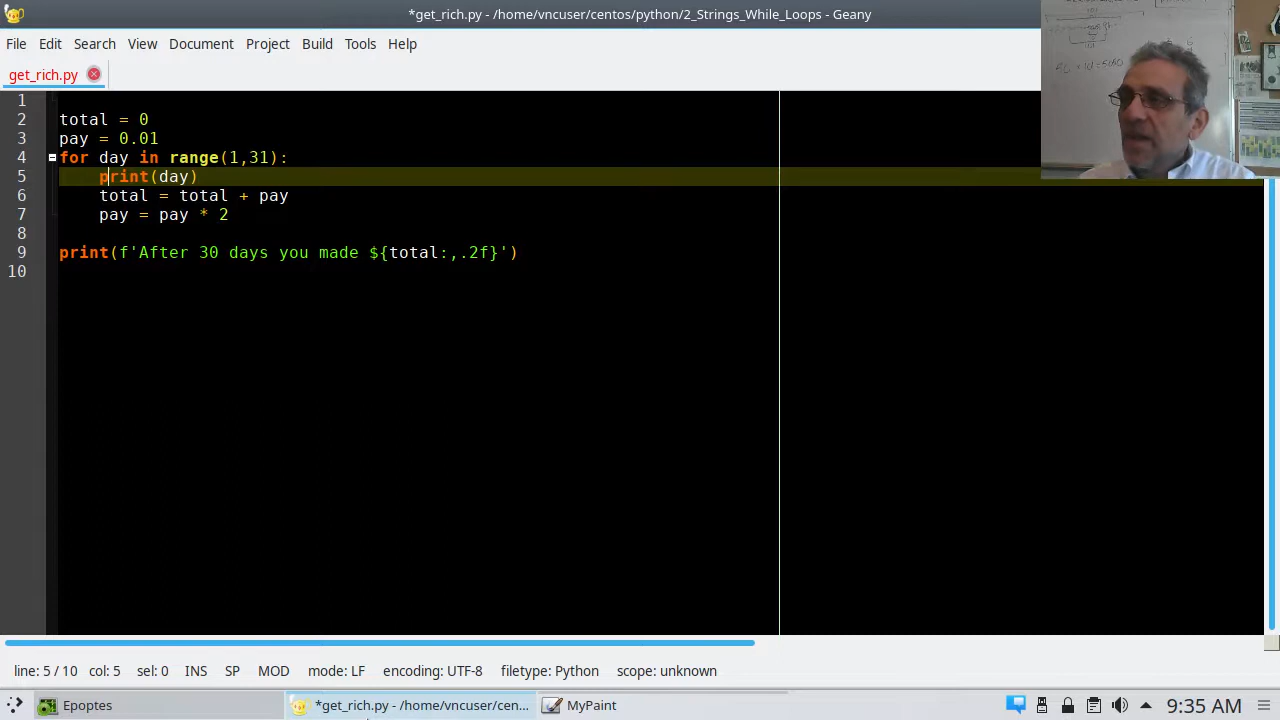 *get_rich.py - /home/vncuser/centos/python/2_Strings_While_Loops - Geany
File Edit Search View Document Project Build Tools Help
get_rich.py
1
2 total = 0
3 pay = 0.01
4 for day in range(1,31):
5     print(day)
6     total = total + pay
7     pay = pay * 2
8
9 print(f'After 30 days you made ${total:,.2f}')
10
line: 5 / 10 col: 5 sel: 0 INS SP MOD mode: LF encoding: UTF-8 filetype: Python scope: unknown
Epoptes *get_rich.py - /home/vncuser/cen... MyPaint 9:35 AM